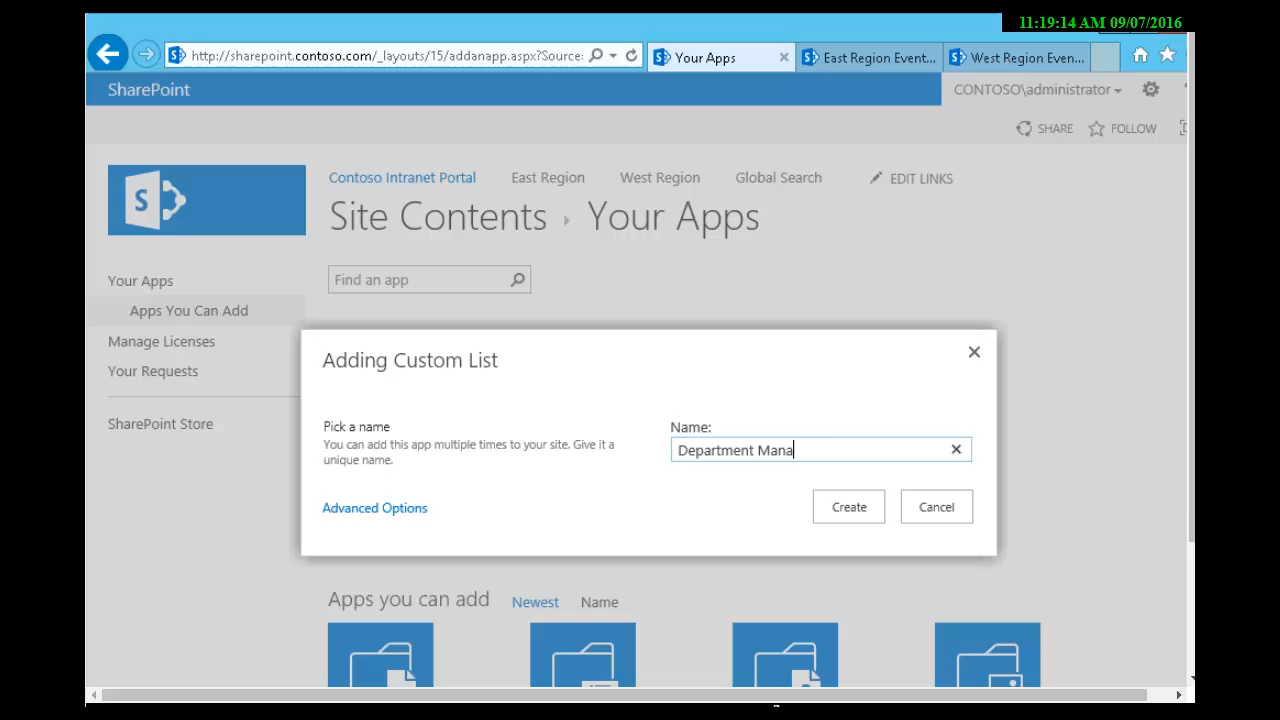 11:19:14 AM 09/07/2016
http://sharepoint.contoso.com/_layouts/15/addanapp.aspx?Source:
Your Apps
East Region Event...
West Region Even...
SharePoint
CONTOSO\administrator
SHARE
FOLLOW
Contoso Intranet Portal
East Region
West Region
Global Search
EDIT LINKS
S
Site Contents
Your Apps
Find an app
Your Apps
Apps You Can Add
Manage Licenses
Your Requests
SharePoint Store
Adding Custom List
Pick a name
You can add this app multiple times to your site. Give it a
unique name.
Name:
Department Mana
Advanced Options
Create
Cancel
Apps you can add
Newest
Name